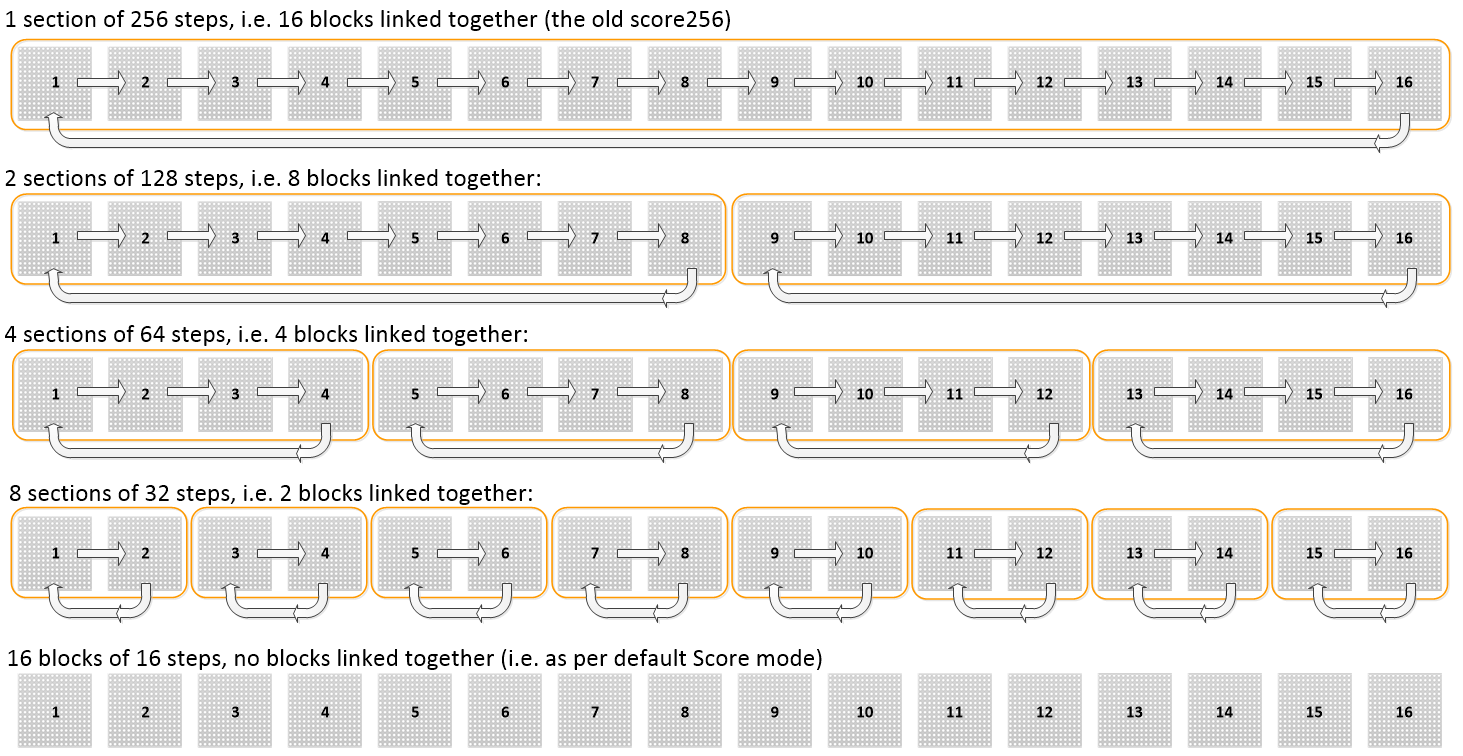 1 section of 256 steps, i.e. 16 blocks linked together (the old score256)
1 2 3 4 5 6 7 8 9 10 11 12 13 14 15 16
2 sections of 128 steps, i.e. 8 blocks linked together:
1 2 3 4 5 6 7 8 9 10 11 12 13 14 15 16
4 sections of 64 steps, i.e. 4 blocks linked together:
1 2 3 4 5 6 7 8 9 10 11 12 13 14 15 16
8 sections of 32 steps, i.e. 2 blocks linked together:
1 2 3 4 5 6 7 8 9 10 11 12 13 14 15 16
16 blocks of 16 steps, no blocks linked together (i.e. as per default Score mode)
1 2 3 4 5 6 7 8 9 10 11 12 13 14 15 16